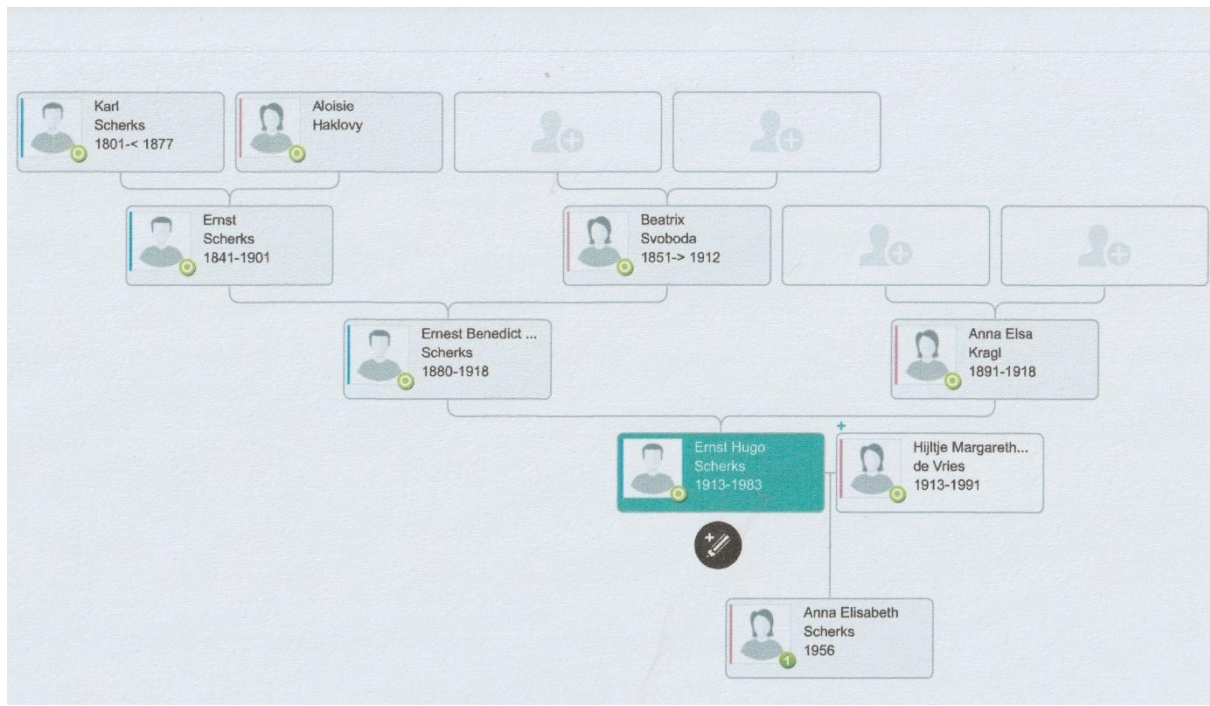 Karl
Scherks
1801-< 1877
Aloisie
Haklovy
Ernst
Scherks
1841-1901
Beatrix
Svoboda
1851-> 1912
Ernest Benedict ...
Scherks
1880-1918
Anna Elsa
Kragl
1891-1918
Ernst Hugo
Scherks
1913-1983
Hijltje Margareth...
de Vries
1913-1991
Anna Elisabeth
Scherks
1956
1